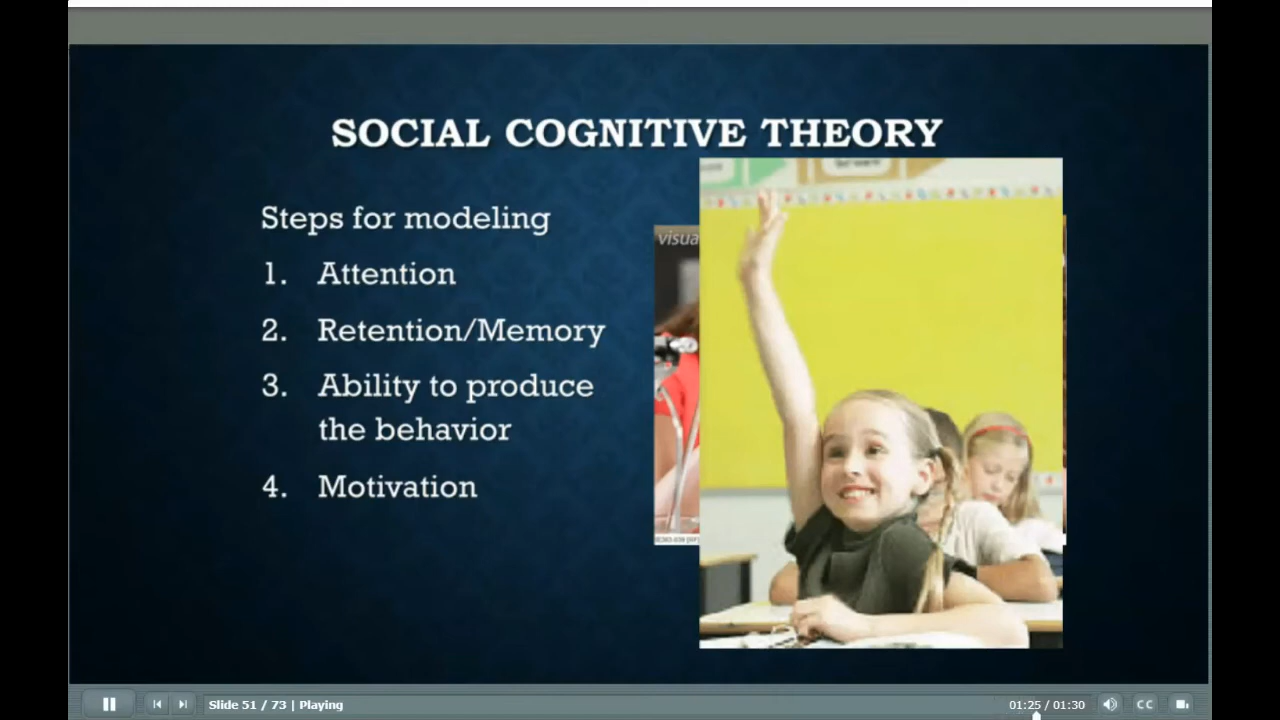 SOCIAL COGNITIVE THEORY
Steps for modeling
1. Attention
2. Retention/Memory
3. Ability to produce
the behavior
4. Motivation
visua
Slide 51 / 73 | Playing
01:25 / 01:30
CC